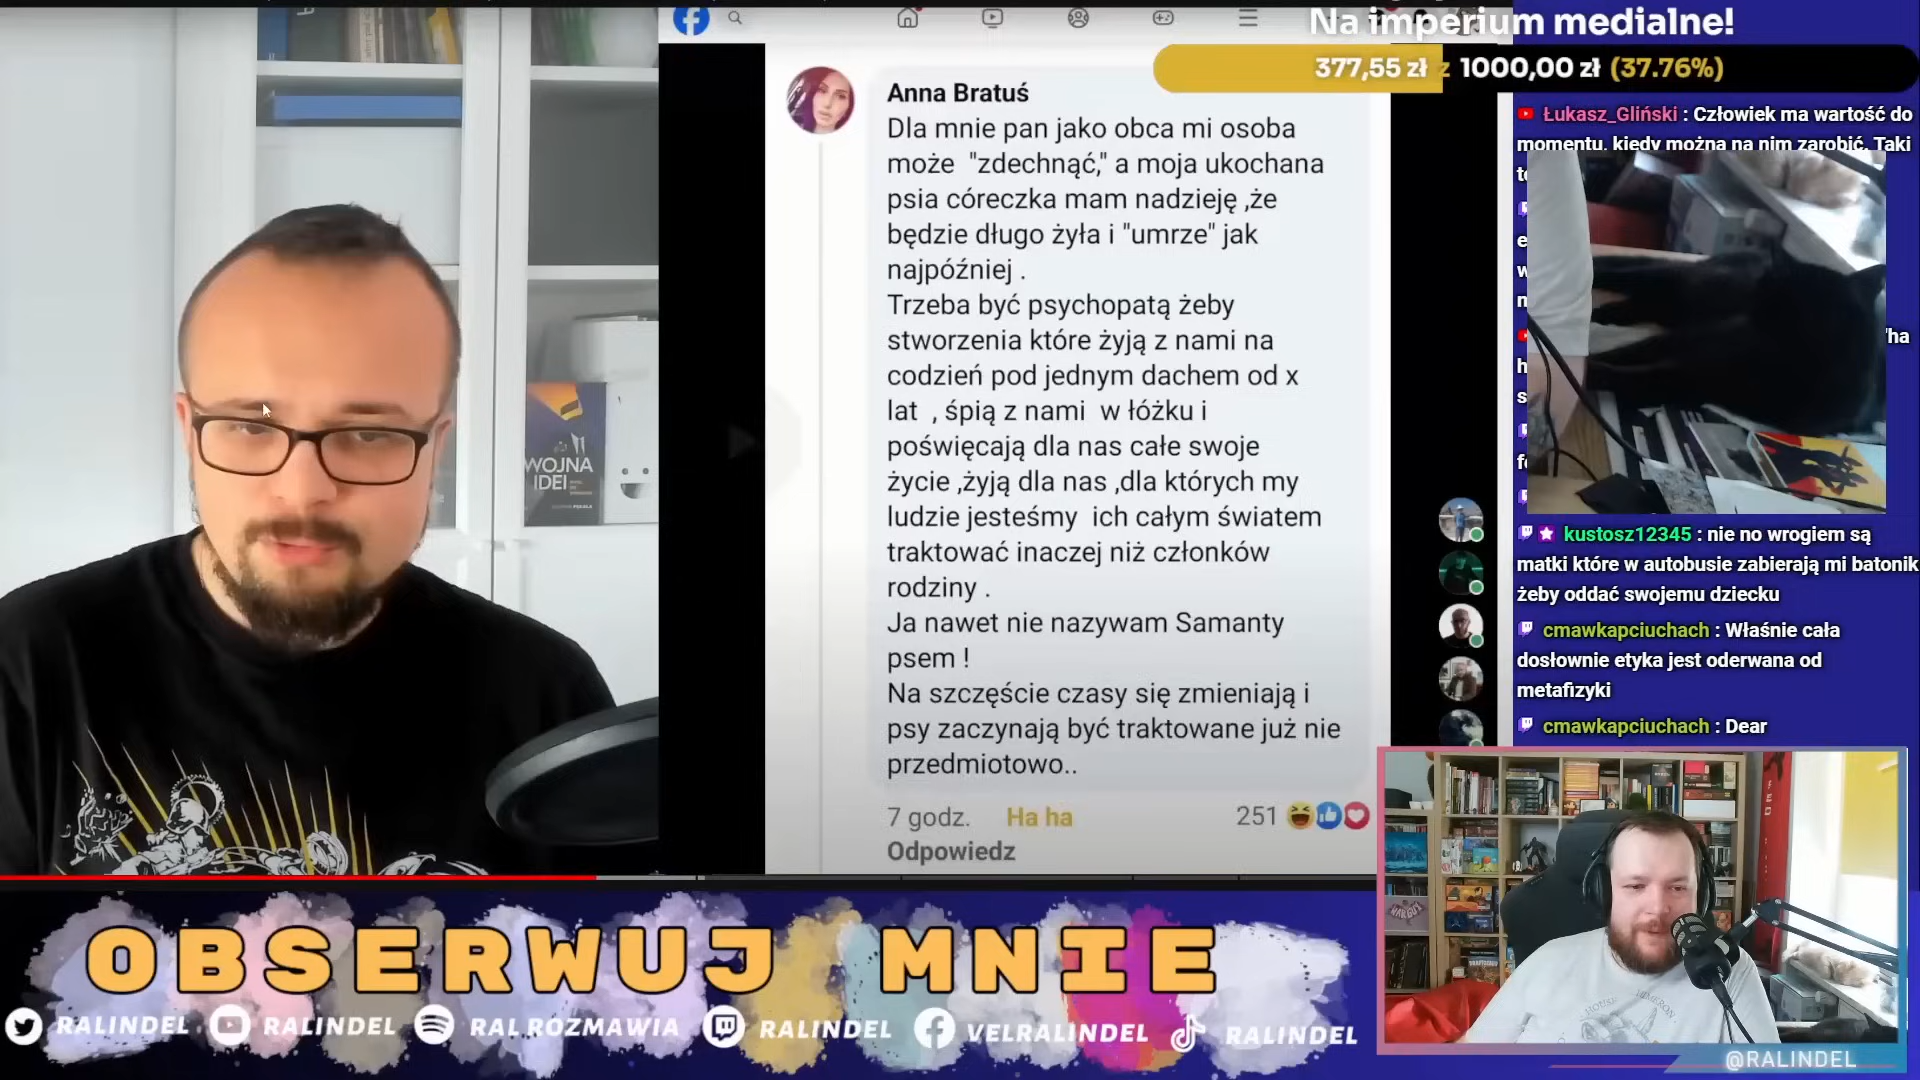 Na imperium medialne!
377,55 zł z 1000,00 zł (37.76%)
Anna Bratuś
Dla mnie pan jako obca mi osoba
może "zdechnąć," a moja ukochana
psia córeczka mam nadzieję ,że
będzie długo żyła i "umrze" jak
najpóźniej .
Trzeba być psychopatą żeby
stworzenia które żyją z nami na
codzień pod jednym dachem od x
lat , śpią z nami w łóżku i
poświęcają dla nas całe swoje
życie ,żyją dla nas ,dla których my
ludzie jesteśmy ich całym światem
traktować inaczej niż członków
rodziny .
Ja nawet nie nazywam Samanty
psem !
Na szczęście czasy się zmieniają i
psy zaczynają być traktowane już nie
przedmiotowo..
7 godz. Ha ha 251
Odpowiedz
WOJNA
IDEI
Łukasz_Gliński : Człowiek ma wartość do
momentu, kiedy można na nim zarobić. Taki
kustosz12345 : nie no wrogiem są
matki które w autobusie zabierają mi batonik
żeby oddać swojemu dziecku
cmawkapciuchach : Właśnie cała
dosłownie etyka jest oderwana od
metafizyki
cmawkapciuchach : Dear
OBSERWUJ MNIE
RALINDEL RALINDEL RAL ROZMAWIA RALINDEL VELRALINDEL RALINDEL
@RALINDEL